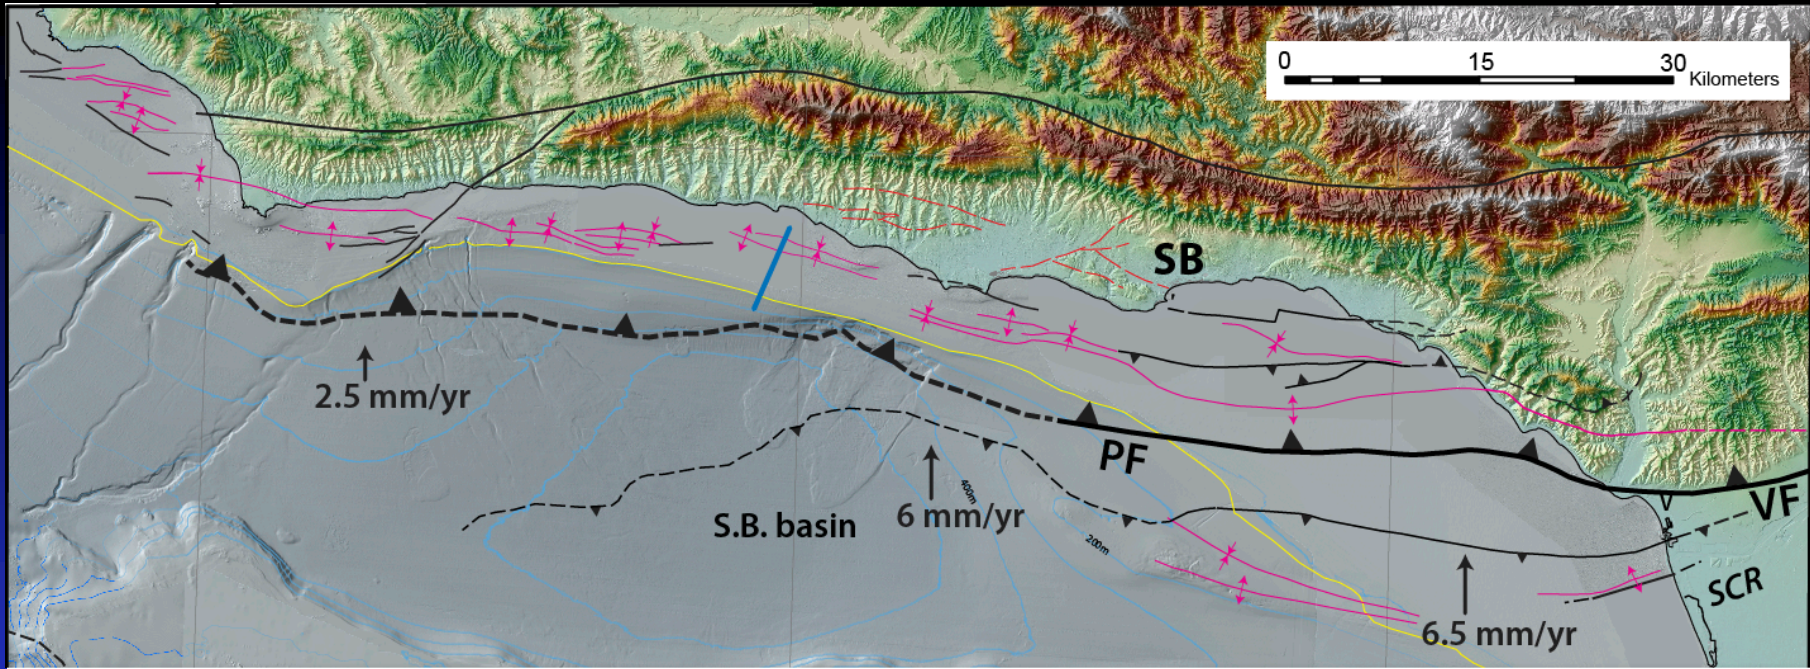 0 15 30
Kilometers
SB
2.5 mm/yr
PF
VF
V
400m
6 mm/yr
S.B. basin
200m
SCR
6.5 mm/yr